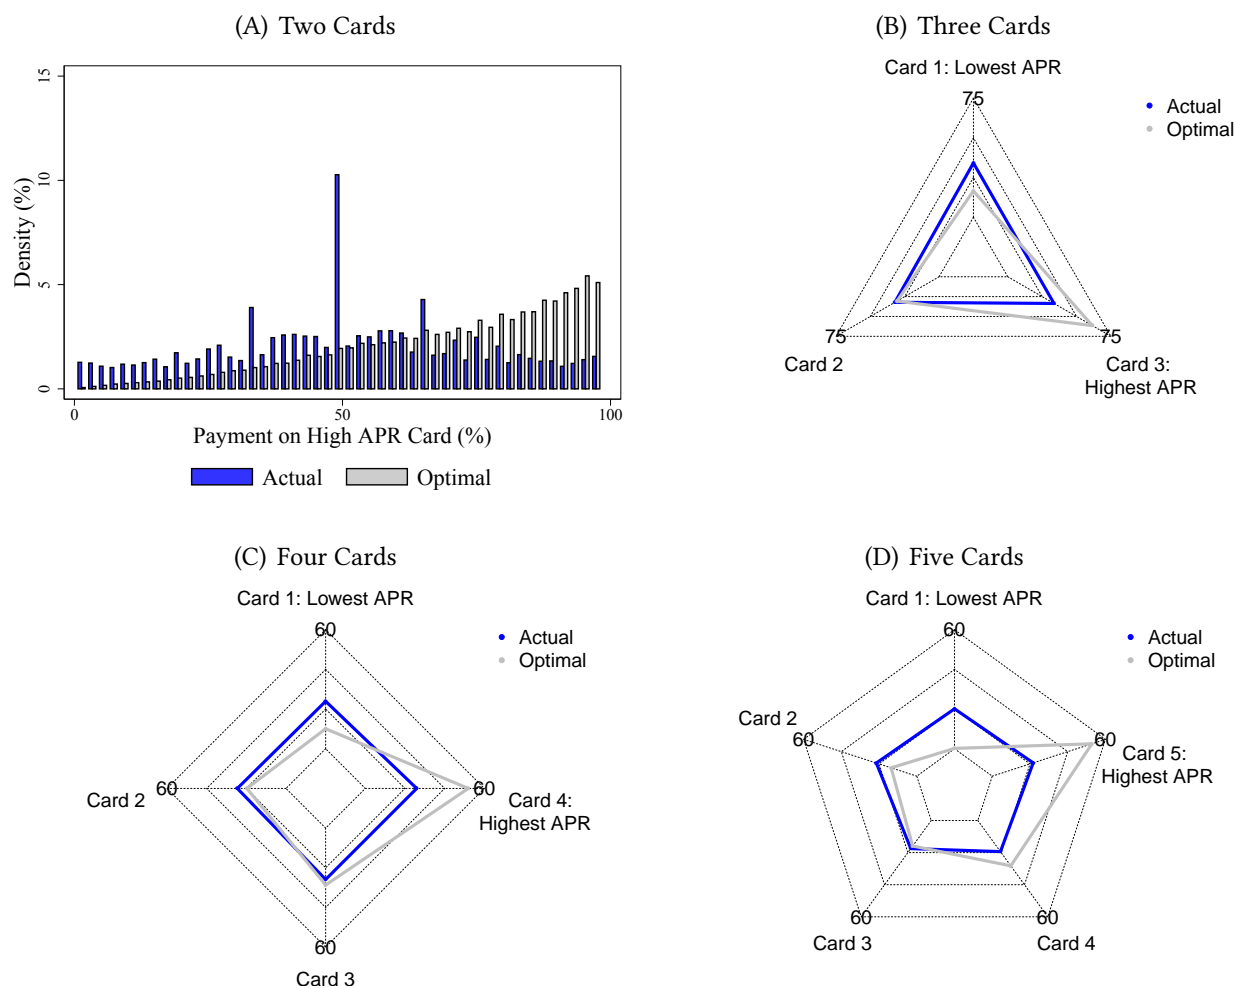 (A) Two Cards
15
10
5
0
Density (%)
0
50
100
Payment on High APR Card (%)
Actual
Optimal
(B) Three Cards
Card 1: Lowest APR
75
Actual
Optimal
75
75
Card 2
Card 3:
Highest APR
(C) Four Cards
Card 1: Lowest APR
60
Actual
Optimal
Card 2
60
60
Card 4:
Highest APR
60
Card 3
(D) Five Cards
Card 1: Lowest APR
60
Actual
Optimal
Card 2
60
60
Card 5:
Highest APR
60
60
Card 3
Card 4